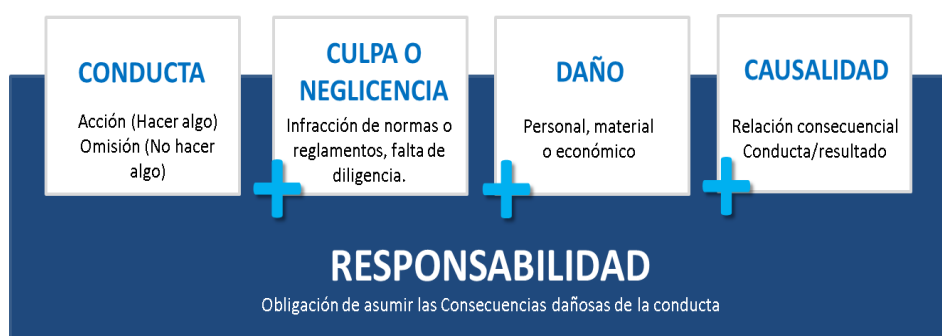 CONDUCTA
Acción (Hacer algo)
Omisión (No hacer
algo)
CULPA O
NEGLICENCIA
Infracción de normas o
reglamentos, falta de
diligencia.
DAÑO
Personal, material
o económico
CAUSALIDAD
Relación consecuencial
Conducta/resultado
RESPONSABILIDAD
Obligación de asumir las Consecuencias dañosas de la conducta